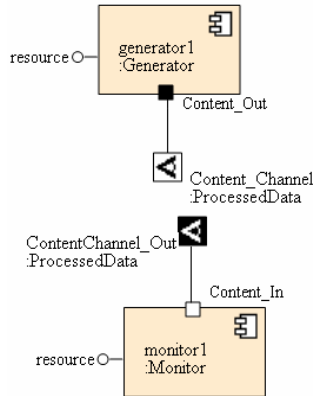 generator1
:Generator
resource
Content_Out
Content_Channel
:ProcessedData
ContentChannel_Out
:ProcessedData
Content_In
monitor1
:Monitor
resource